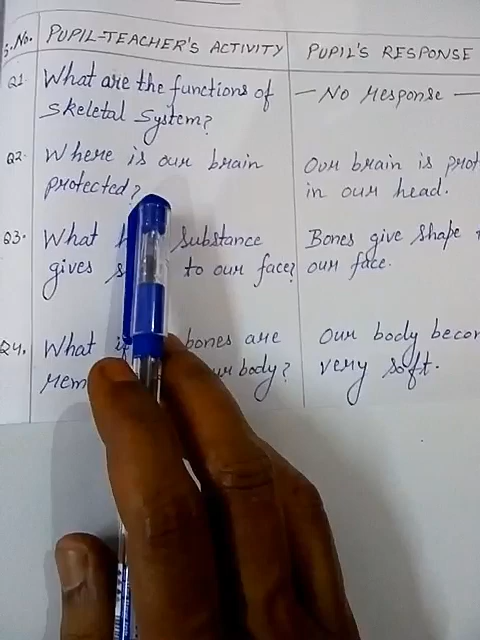 S.No. PUPIL-TEACHER'S ACTIVITY PUPIL'S RESPONSE
Q1. What are the functions of
skeletal system?
- No response -
Q2. Where is our brain
protected?
Our brain is
in our head.
Q3. What substance
gives to our face?
Bones give shape
our face.
Q4. What bones are
body?
Our body
very soft.